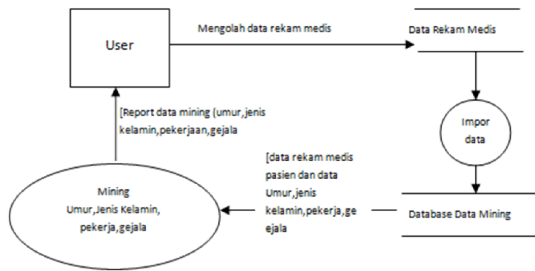 User
Mengolah data rekam medis
Data Rekam Medis
Impor
data
Database Data Mining
[data rekam medis
pasien dan data
Umur,jenis
kelamin,pekerja,ge
ejala
Mining
Umur,Jenis Kelamin,
pekerja,gejala
[Report data mining (umur,jenis
kelamin,pekerjaan,gejala